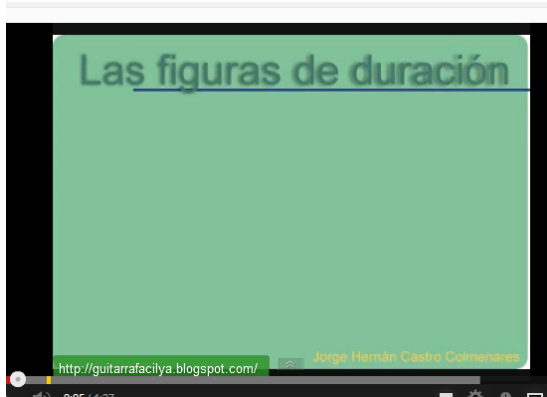 Las figuras de duración
Jorge Hernán Castro Colmenares
http://guitarrafacilya.blogspot.com/